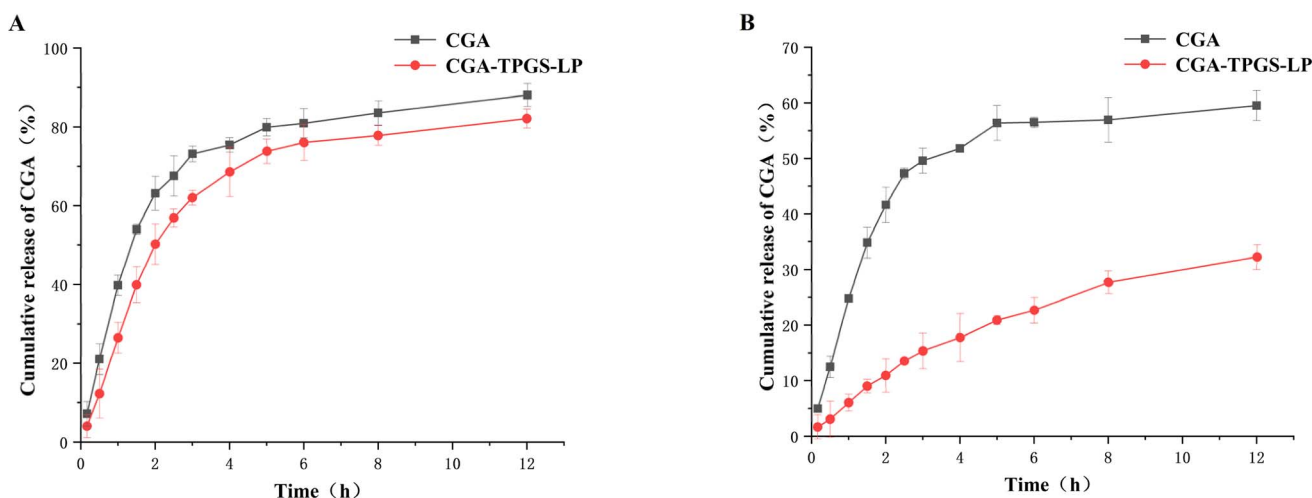 A
CGA
CGA-TPGS-LP
Cumulative release of CGA (%)
100
80
60
40
20
0
0 2 4 6 8 10 12
Time (h)
B
CGA
CGA-TPGS-LP
Cumulative release of CGA (%)
70
60
50
40
30
20
10
0
0 2 4 6 8 10 12
Time (h)